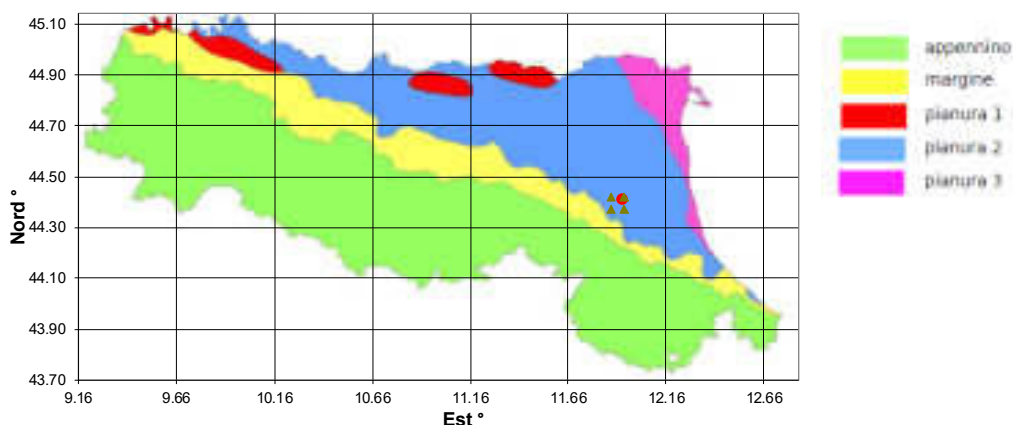 45.10
44.90
44.70
44.50
44.30
44.10
43.90
43.70
Nord °
9.16 9.66 10.16 10.66 11.16 11.66 12.16 12.66
Est °
appennino
margine
pianura 1
pianura 2
pianura 3